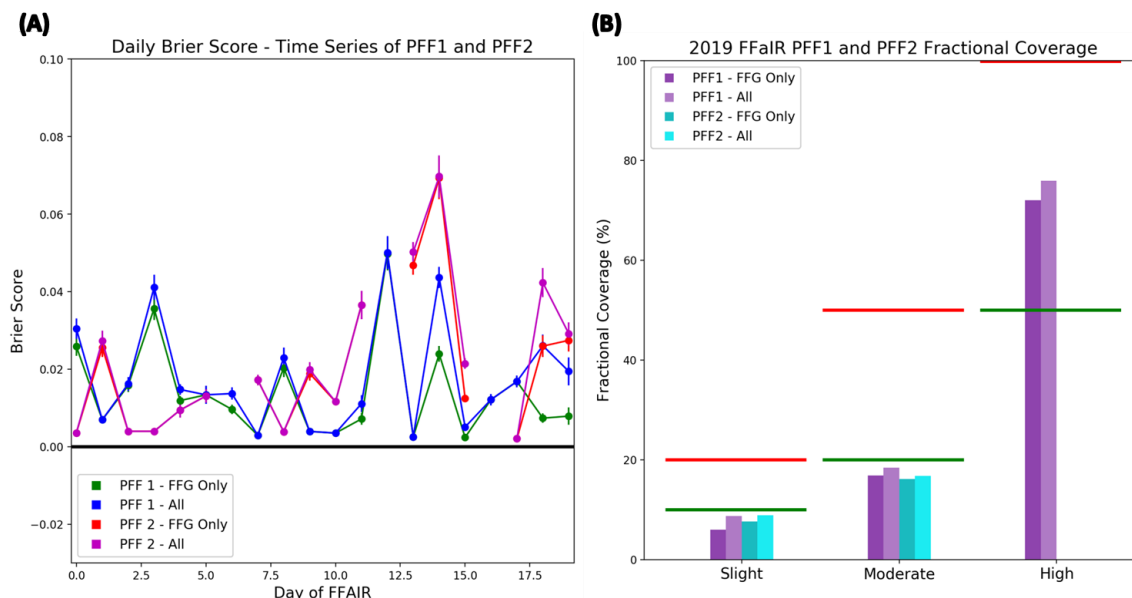 (A)
Daily Brier Score - Time Series of PFF1 and PFF2
0.10
0.08
0.06
0.04
0.02
0.00
−0.02
Brier Score
PFF 1 - FFG Only
PFF 1 - All
PFF 2 - FFG Only
PFF 2 - All
0.0 2.5 5.0 7.5 10.0 12.5 15.0 17.5
Day of FFAIR
(B)
2019 FFaIR PFF1 and PFF2 Fractional Coverage
100
80
60
40
20
0
Fractional Coverage (%)
PFF1 - FFG Only
PFF1 - All
PFF2 - FFG Only
PFF2 - All
Slight Moderate High